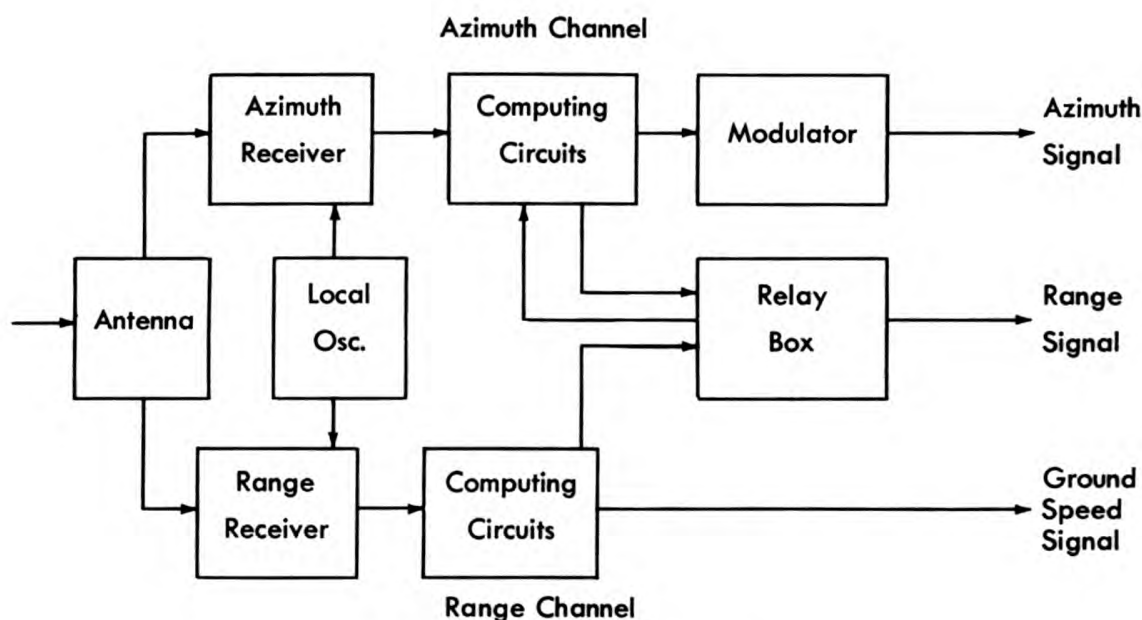 Azimuth Channel
Azimuth
Receiver
Computing
Circuits
Modulator
Azimuth
Signal
Antenna
Local
Osc.
Relay
Box
Range
Signal
Range
Receiver
Computing
Circuits
Ground
Speed
Signal
Range Channel